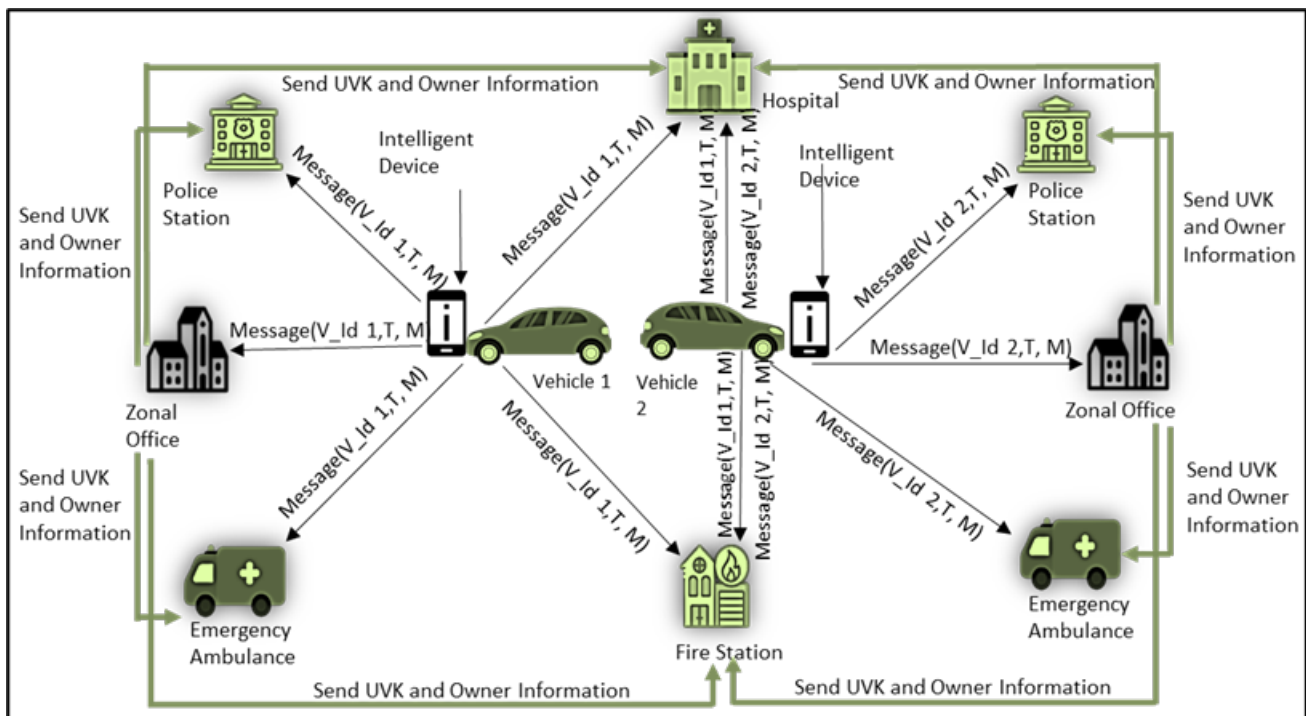 Send UVK and Owner Information
Send UVK and Owner Information
Hospital
Intelligent
Device
Intelligent
Device
Police
Station
Police
Station
Message(V_Id 1,T, M)
Message(V_Id 1,T, M)
Message(V_Id 1,T, M)
Message(V_Id 2,T, M)
Message(V_Id 2,T, M)
Send UVK
and Owner
Information
Send UVK
and Owner
Information
Message(V_Id 1,T, M
Message(V_Id 2,T, M)
Vehicle 1
Vehicle
2
Zonal
Office
Zonal Office
Message(V_Id 1,T, M)
Message(V_Id 1,T, M)
Message(V_Id 1,T, M)
Message(V_Id 2,T, M)
Message(V_Id 2,T, M)
Send UVK
and Owner
Information
Send UVK
and Owner
Information
Emergency
Ambulance
Fire Station
Emergency
Ambulance
Send UVK and Owner Information
Send UVK and Owner Information